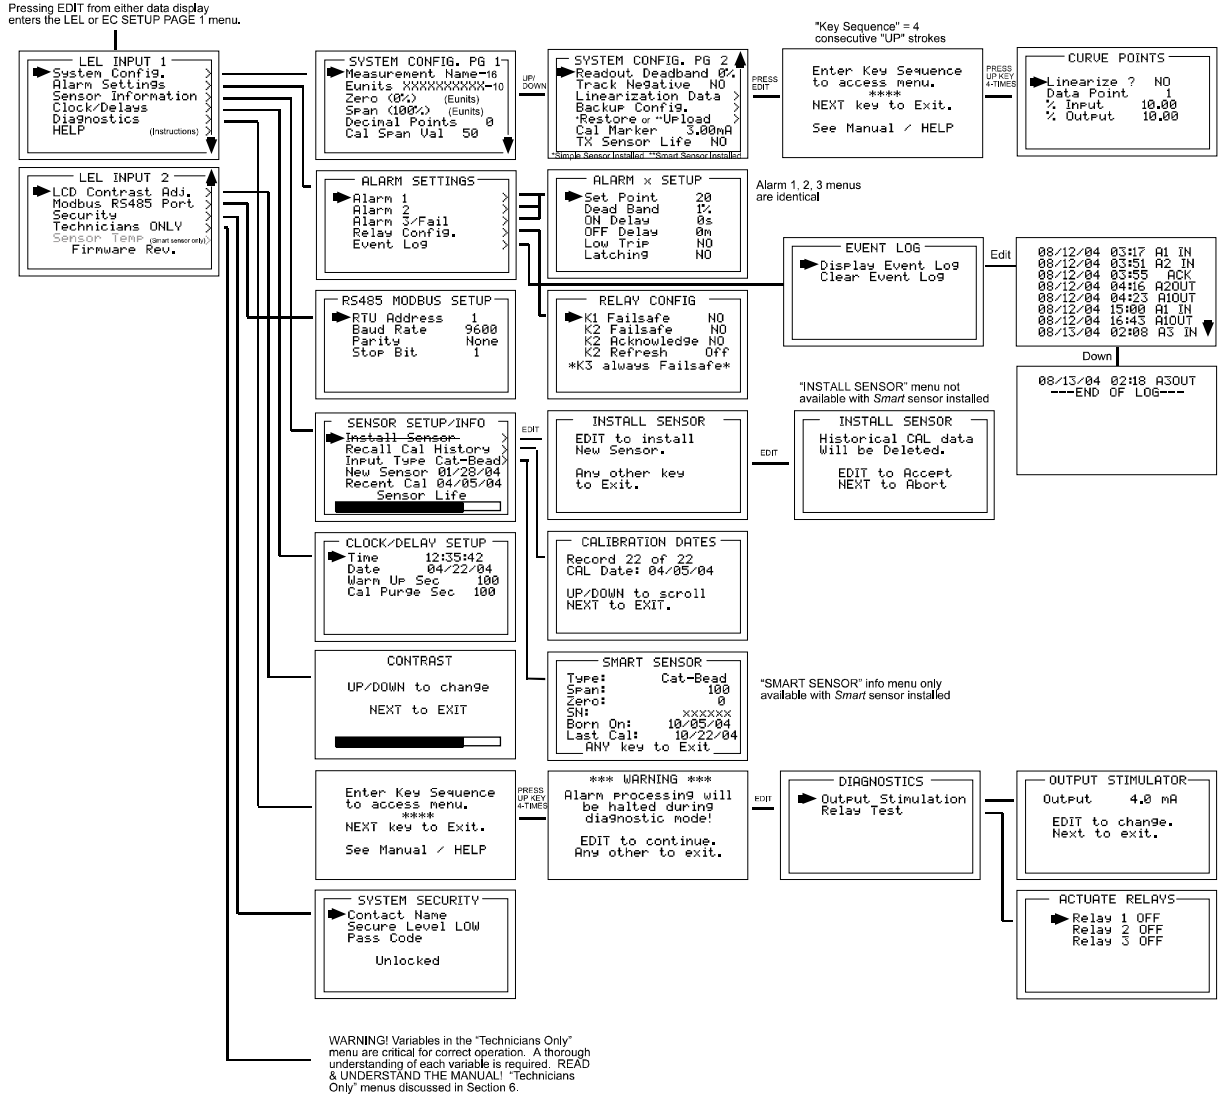 Pressing EDIT from either data display
enters the LEL or EC SETUP PAGE 1 menu.
LEL INPUT 1
System Config. >
Alarm Settings >
Sensor Information >
Clock/Delays >
Diagnostics >
HELP (Instructions) >
LEL INPUT 2
LCD Contrast Adj. >
Modbus RS485 Port >
Security >
Technicians ONLY >
Sensor Temp (Smart sensor only)>
Firmware Rev.
SYSTEM CONFIG. PG 1
Measurement Name-16
Eunits XXXXXXXXXX-10
Zero (0%) (Eunits)
Span (100%) (Eunits)
Decimal Points 0
Cal Span Val 50
UP/
DOWN
SYSTEM CONFIG. PG 2
Readout Deadband 0%
Track Negative NO
Linearization Data >
Backup Config. >
*Restore or **Upload >
Cal Marker 3.00mA
TX Sensor Life NO
*Simple Sensor Installed **Smart Sensor Installed
PRESS
EDIT
"Key Sequence" = 4
consecutive "UP" strokes
Enter Key Sequence
to access menu.
****
NEXT key to Exit.
See Manual / HELP
PRESS
UP KEY
4-TIMES
CURVE POINTS
Linearize ? NO
Data Point 1
% Input 10.00
% Output 10.00
ALARM SETTINGS
Alarm 1 >
Alarm 2 >
Alarm 3/Fail >
Relay Config. >
Event Log >
ALARM x SETUP
Set Point 20
Dead Band 1%
ON Delay 0s
OFF Delay 0m
Low Trip NO
Latching NO
Alarm 1, 2, 3 menus
are identical
EVENT LOG
Display Event Log
Clear Event Log
Edit
08/12/04 03:17 A1 IN
08/12/04 03:51 A2 IN
08/12/04 03:55 ACK
08/12/04 04:16 A2OUT
08/12/04 04:23 A1OUT
08/12/04 15:00 A1 IN
08/12/04 16:43 A1OUT
08/13/04 02:08 A3 IN
Down
08/13/04 02:18 A3OUT
---END OF LOG---
RS485 MODBUS SETUP
RTU Address 1
Baud Rate 9600
Parity None
Stop Bit 1
RELAY CONFIG
K1 Failsafe NO
K2 Failsafe NO
K2 Acknowledge NO
K2 Refresh Off
*K3 always Failsafe*
SENSOR SETUP/INFO
Install Sensor >
Recall Cal History >
Input Type Cat-Bead>
New Sensor 01/28/04
Recent Cal 04/05/04
Sensor Life
EDIT
INSTALL SENSOR
EDIT to install
New Sensor.
Any other key
to Exit.
EDIT
"INSTALL SENSOR" menu not
available with Smart sensor installed
INSTALL SENSOR
Historical CAL data
Will be Deleted.
EDIT to Accept
NEXT to Abort
CLOCK/DELAY SETUP
Time 12:35:42
Date 04/22/04
Warm Up Sec 100
Cal Purge Sec 100
CALIBRATION DATES
Record 22 of 22
CAL Date: 04/05/04
UP/DOWN to scroll
NEXT to EXIT.
CONTRAST
UP/DOWN to change
NEXT to EXIT
SMART SENSOR
Type: Cat-Bead
Span: 100
Zero: 0
SN: xxxxxx
Born On: 10/05/04
Last Cal: 10/22/04
ANY key to Exit
"SMART SENSOR" info menu only
available with Smart sensor installed
Enter Key Sequence
to access menu.
****
NEXT key to Exit.
See Manual / HELP
PRESS
UP KEY
4-TIMES
*** WARNING ***
Alarm processing will
be halted during
diagnostic mode!
EDIT to continue.
Any other to exit.
EDIT
DIAGNOSTICS
Output Stimulation
Relay Test
OUTPUT STIMULATOR
Output 4.0 mA
EDIT to change.
Next to exit.
ACTUATE RELAYS
Relay 1 OFF
Relay 2 OFF
Relay 3 OFF
SYSTEM SECURITY
Contact Name
Secure Level LOW
Pass Code
Unlocked
WARNING! Variables in the "Technicians Only"
menu are critical for correct operation. A thorough
understanding of each variable is required. READ
& UNDERSTAND THE MANUAL! "Technicians
Only" menus discussed in Section 6.